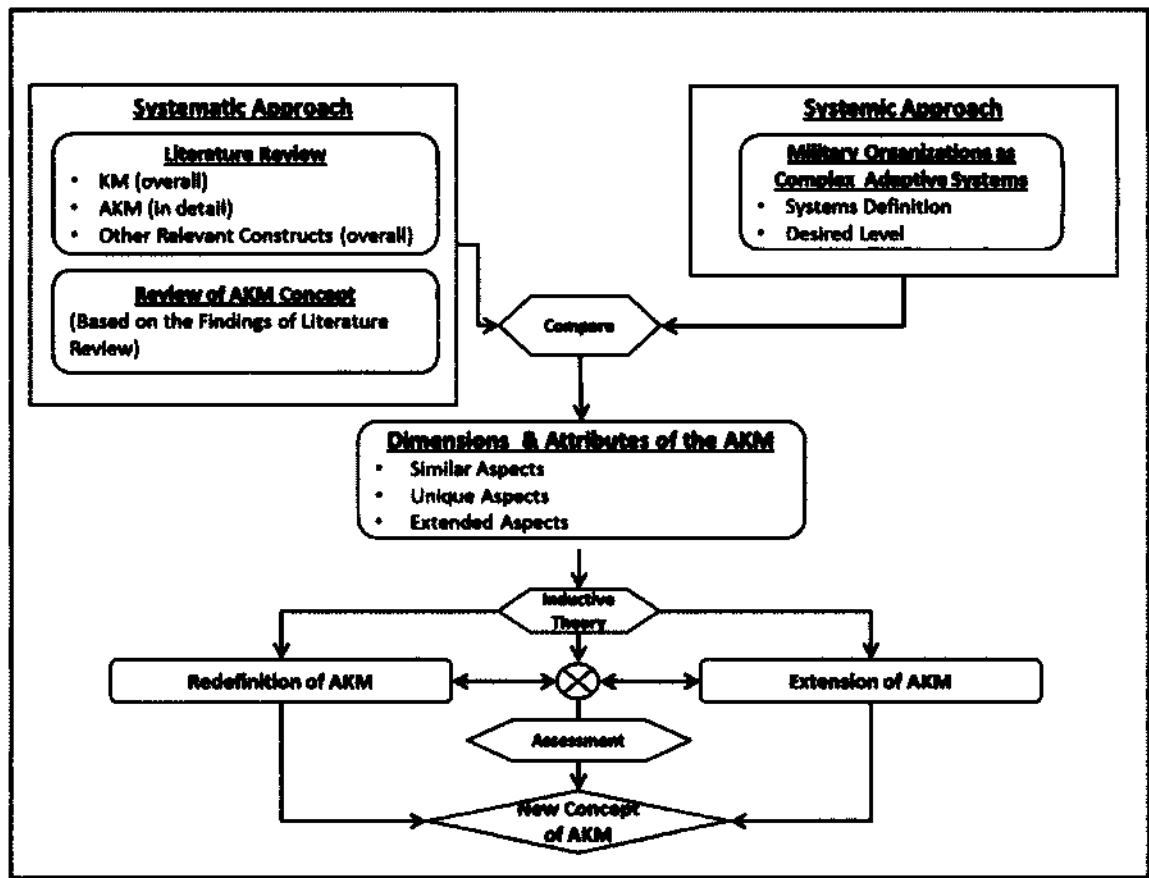 Systematic Approach
Literature Review
• KM (overall)
• AKM (in detail)
• Other Relevant Constructs (overall)
Review of AKM Concept
(Based on the Findings of Literature
Review)
Systemic Approach
Military Organizations as
Complex Adaptive Systems
• Systems Definition
• Desired Level
Compare
Dimensions & Attributes of the AKM
• Similar Aspects
• Unique Aspects
• Extended Aspects
Inductive
Theory
Redefinition of AKM
Extension of AKM
Assessment
New Concept
of AKM